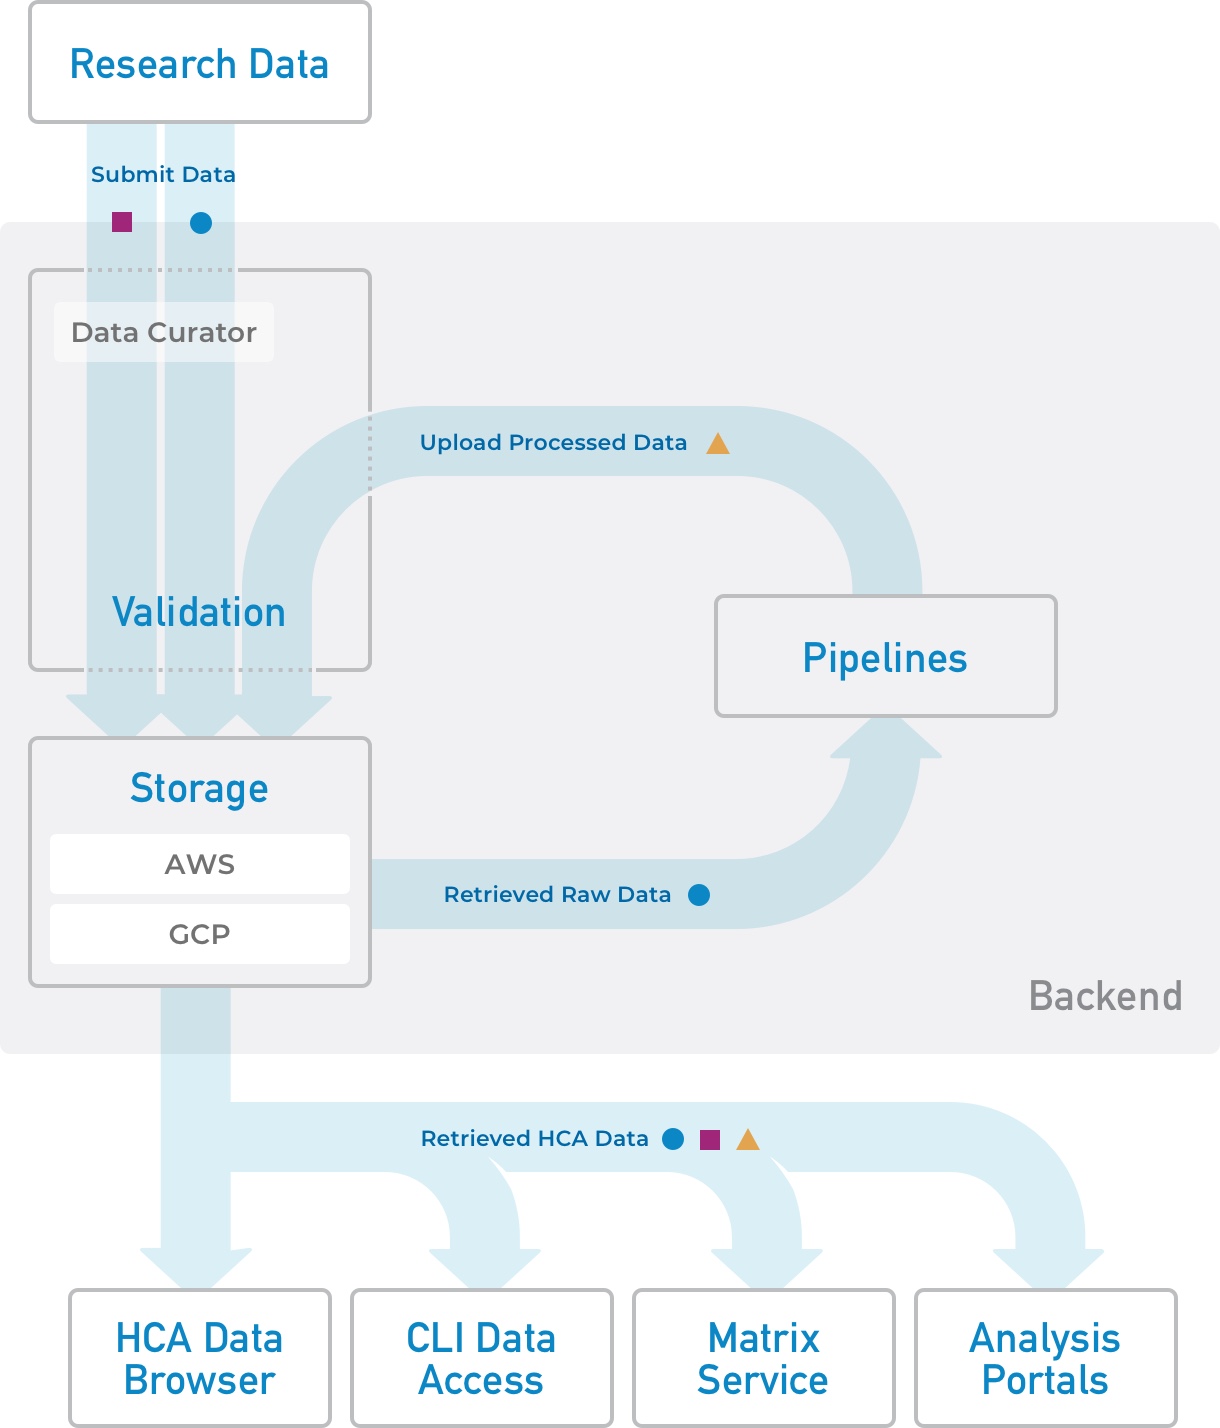 Research Data
Submit Data
Data Curator
Upload Processed Data
Validation
Pipelines
Storage
AWS
GCP
Retrieved Raw Data
Backend
Retrieved HCA Data
HCA Data
Browser
CLI Data
Access
Matrix
Service
Analysis
Portals